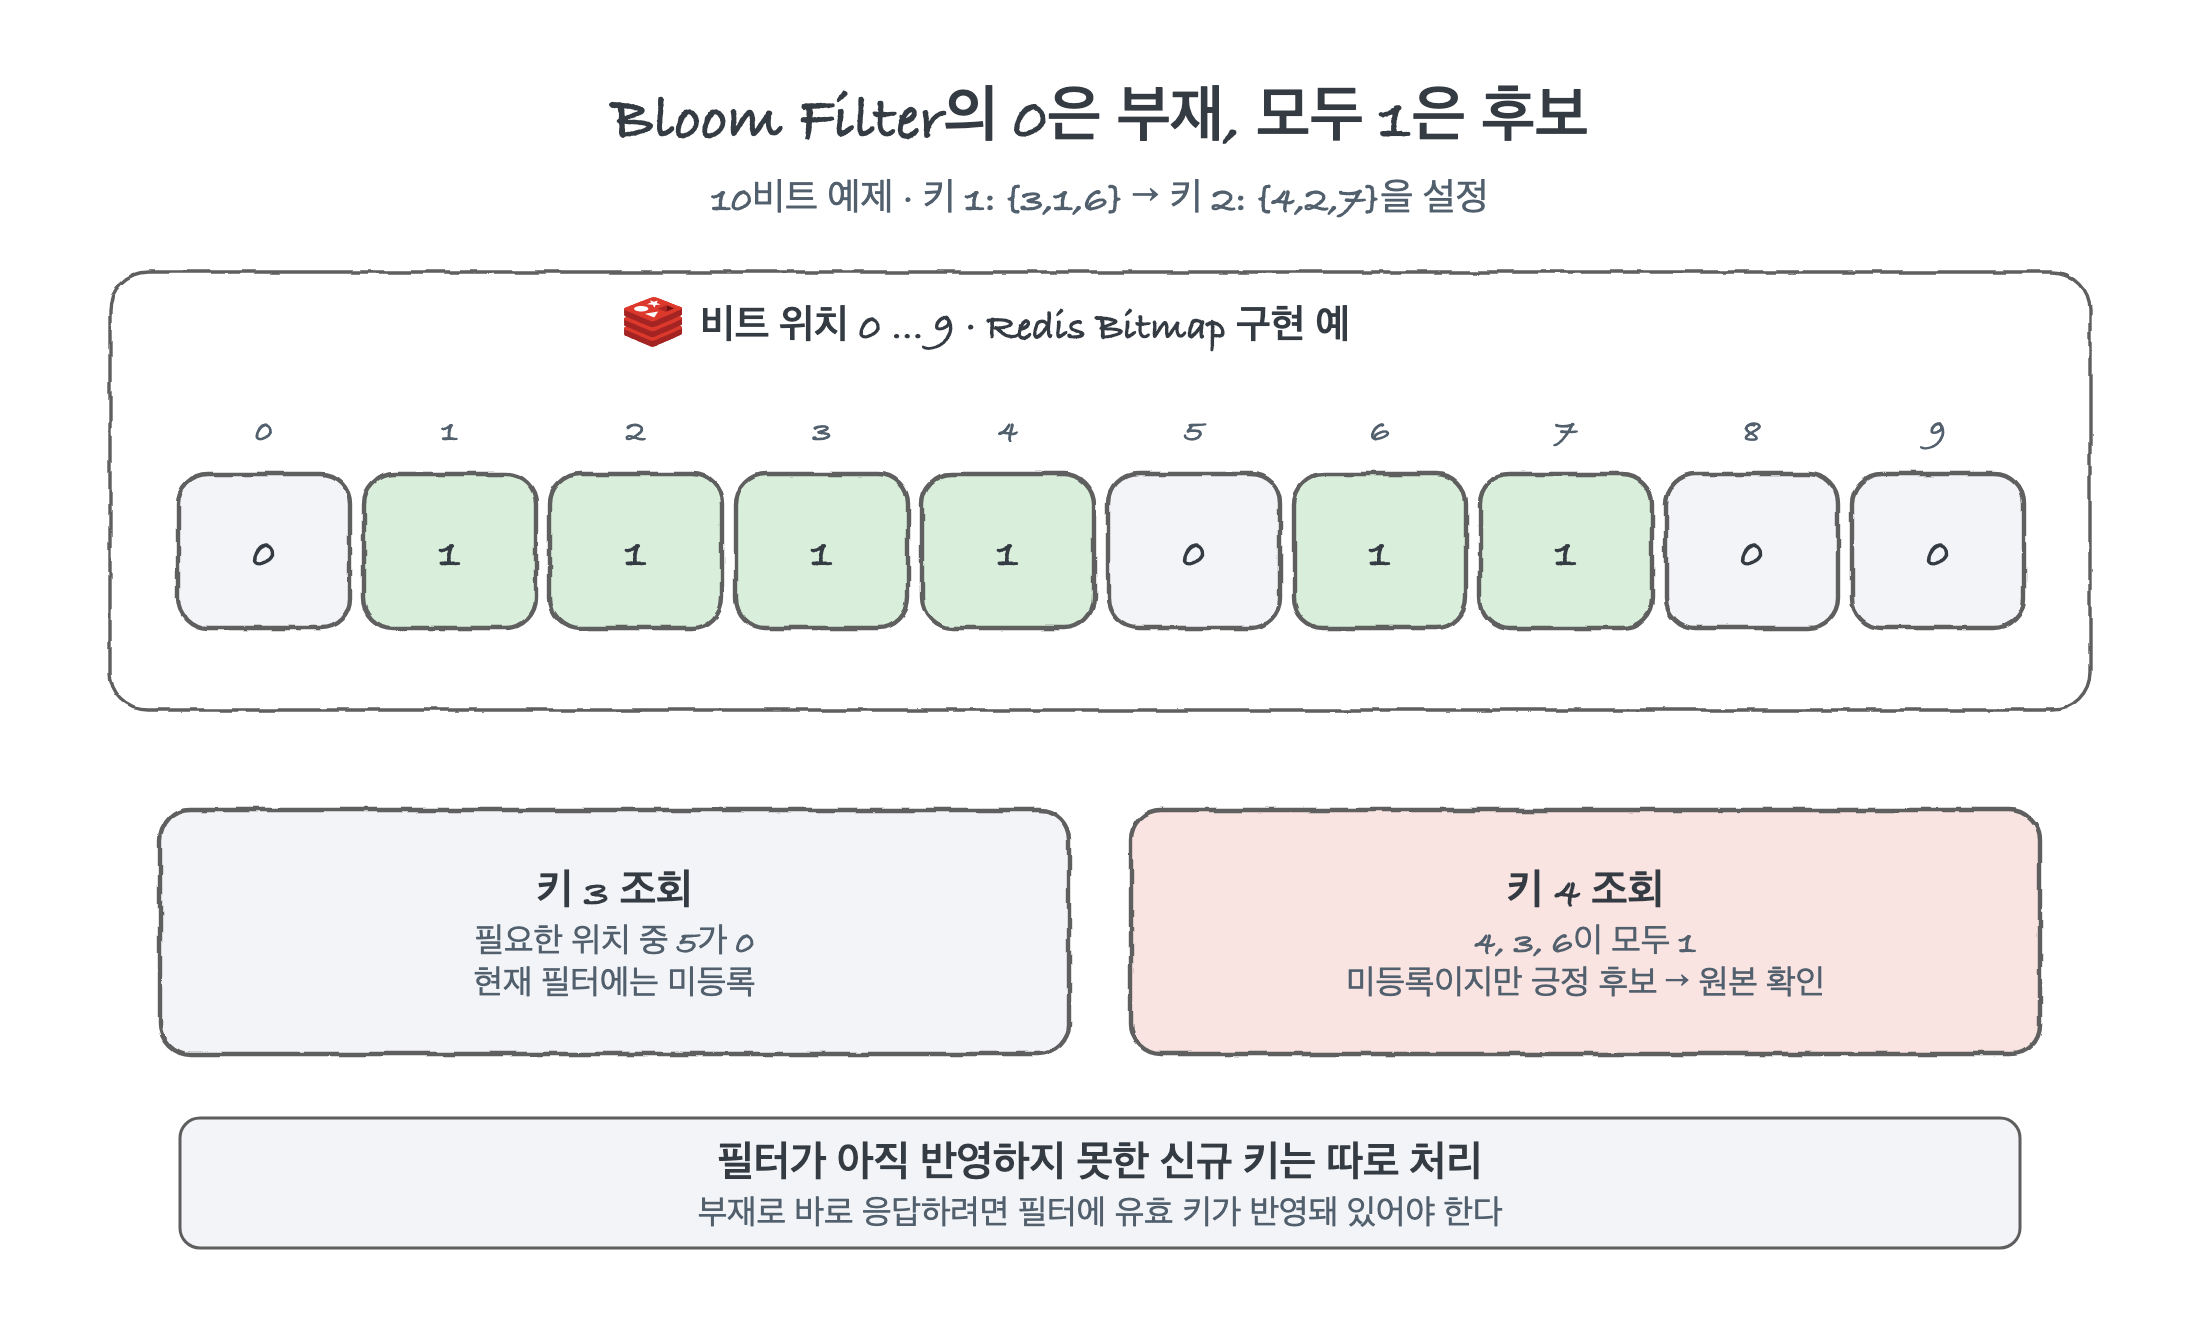 Bloom Filter의 0은 부재, 모두 1은 후보
10비트 예제 · 키 1: {3,1,6} → 키 2: {4,2,7}을 설정
비트 위치 0 ... 9 · Redis Bitmap 구현 예
0 1 2 3 4 5 6 7 8 9
0 1 1 1 1 0 1 1 0 0
키 3 조회
필요한 위치 중 5가 0
현재 필터에는 미등록
키 4 조회
4, 3, 6이 모두 1
미등록이지만 긍정 후보 → 원본 확인
필터가 아직 반영하지 못한 신규 키는 따로 처리
부재로 바로 응답하려면 필터에 유효 키가 반영돼 있어야 한다